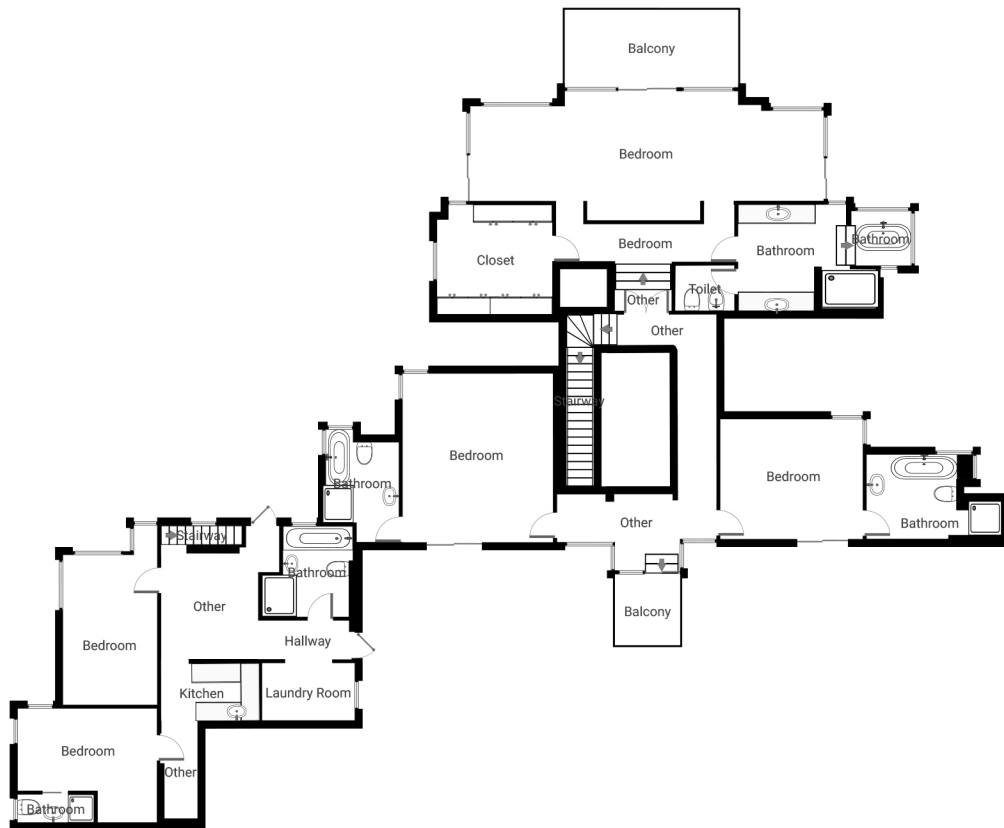 Balcony
Bedroom
Bedroom
Bathroom
Bathroom
Closet
Toilet
Other
Other
Stairway
Bedroom
Bedroom
Bathroom
Other
Bathroom
Stairway
Bathroom
Other
Balcony
Hallway
Bedroom
Kitchen
Laundry Room
Bedroom
Other
Bathroom